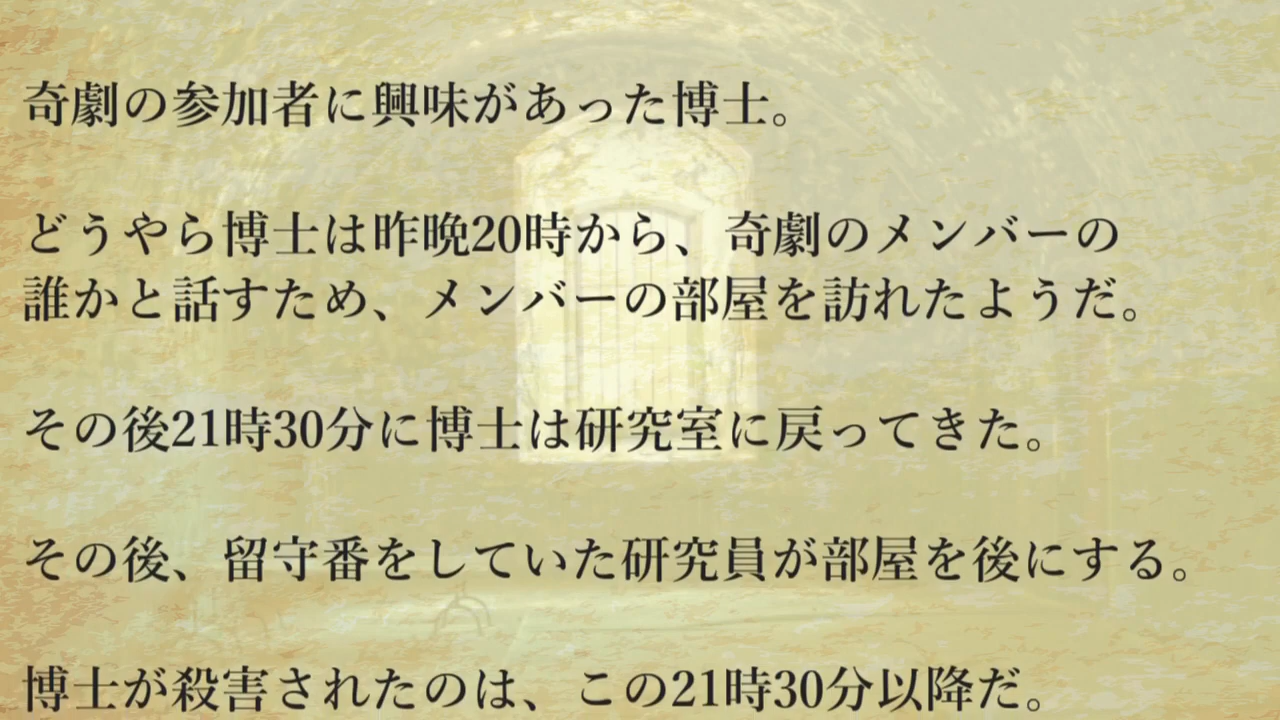 奇劇の参加者に興味があった博士。
どうやら博士は昨晩20時から、奇劇のメンバーの
誰かと話すため、メンバーの部屋を訪れたようだ。
その後21時30分に博士は研究室に戻ってきた。
その後、留守番をしていた研究員が部屋を後にする。
博士が殺害されたのは、この21時30分以降だ。